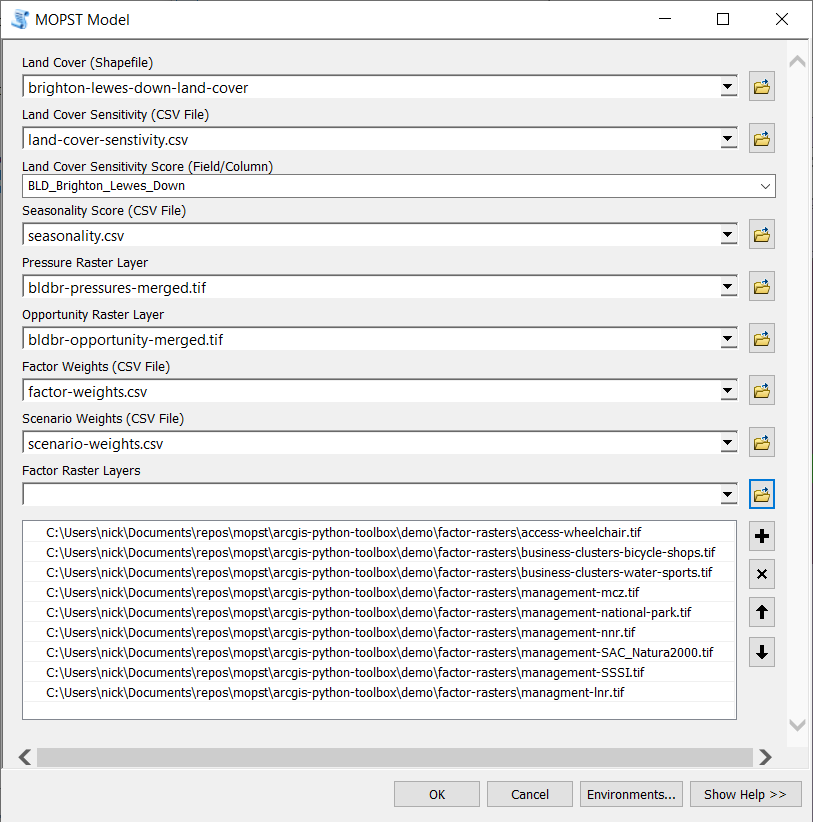 MOPST Model
Land Cover (Shapefile)
brighton-lewes-down-land-cover
Land Cover Sensitivity (CSV File)
land-cover-senstivity.csv
Land Cover Sensitivity Score (Field/Column)
BLD_Brighton_Lewes_Down
Seasonality Score (CSV File)
seasonality.csv
Pressure Raster Layer
bldbr-pressures-merged.tif
Opportunity Raster Layer
bldbr-opportunity-merged.tif
Factor Weights (CSV File)
factor-weights.csv
Scenario Weights (CSV File)
scenario-weights.csv
Factor Raster Layers
C:\Users\nick\Documents\repos\mopst\arcgis-python-toolbox\demo\factor-rasters\access-wheelchair.tif
C:\Users\nick\Documents\repos\mopst\arcgis-python-toolbox\demo\factor-rasters\business-clusters-bicycle-shops.tif
C:\Users\nick\Documents\repos\mopst\arcgis-python-toolbox\demo\factor-rasters\business-clusters-water-sports.tif
C:\Users\nick\Documents\repos\mopst\arcgis-python-toolbox\demo\factor-rasters\management-mcz.tif
C:\Users\nick\Documents\repos\mopst\arcgis-python-toolbox\demo\factor-rasters\management-national-park.tif
C:\Users\nick\Documents\repos\mopst\arcgis-python-toolbox\demo\factor-rasters\management-nnr.tif
C:\Users\nick\Documents\repos\mopst\arcgis-python-toolbox\demo\factor-rasters\management-SAC_Natura2000.tif
C:\Users\nick\Documents\repos\mopst\arcgis-python-toolbox\demo\factor-rasters\management-SSSI.tif
C:\Users\nick\Documents\repos\mopst\arcgis-python-toolbox\demo\factor-rasters\managment-lnr.tif
OK Cancel Environments... Show Help >>